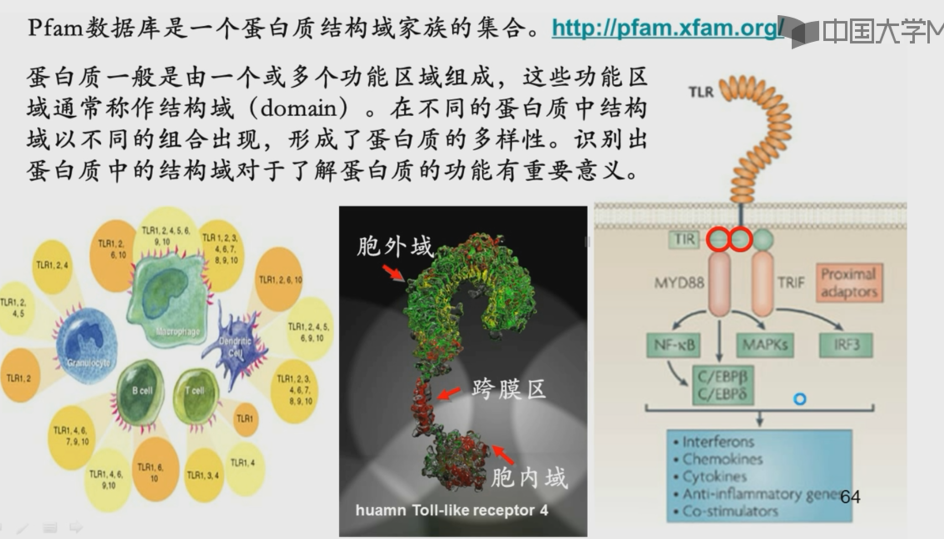 Pfam数据库是一个蛋白质结构域家族的集合。http://pfam.xfam.org/
中国大学M
蛋白质一般是由一个或多个功能区域组成，这些功能区
域通常称作结构域（domain）。在不同的蛋白质中结构
域以不同的组合出现，形成了蛋白质的多样性。识别出
蛋白质中的结构域对于了解蛋白质的功能有重要意义。
TLR1, 2, 4, 5, 6,
9, 10
TLR1, 2,
6, 10
TLR 1, 2, 3,
4, 6, 7,
8, 9, 10
TLR1, 2, 4
TLR1, 2, 6, 10
TLR1, 2,
4, 5
TLR1, 2, 4, 5,
6, 9, 10
Macrophage
Granulocyte
Dendritic
Cell
TLR1, 2
B cell
T cell
TLR1, 2, 3,
4, 6, 7,
8, 9, 10
TLR1
TLR1, 4, 6,
7, 9, 10
TLR1, 4, 6,
9, 10
TLR1, 6,
10
TLR1, 3, 4
TLR1, 4
胞外域
跨膜区
胞内域
huamn Toll-like receptor 4
TLR
TIR
MYD88
TRIF
Proximal
adaptors
NF-κB
MAPKs
IRF3
C/EBPβ
C/EBPδ
• Interferons
• Chemokines
• Cytokines
• Anti-inflammatory genes
• Co-stimulators
64